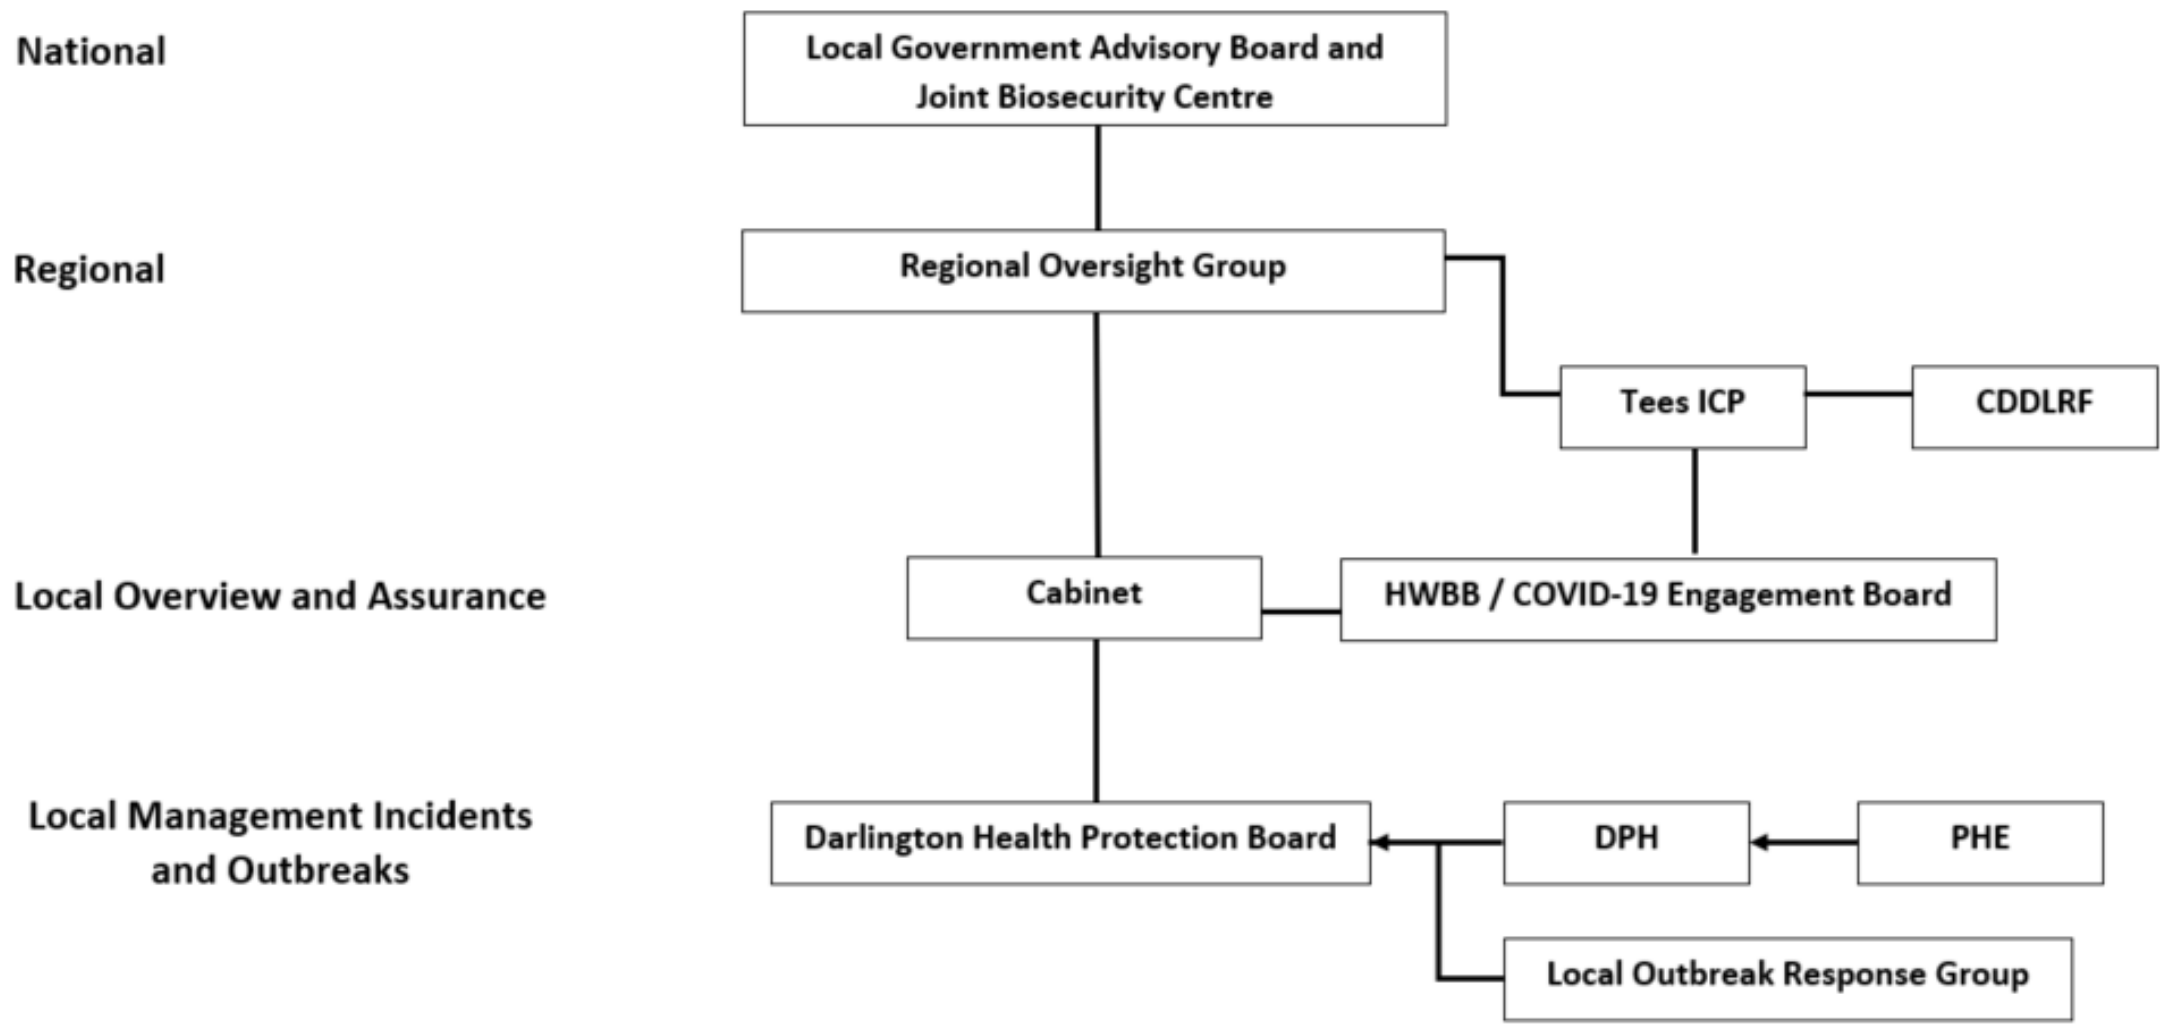 National
Local Government Advisory Board and
Joint Biosecurity Centre
Regional
Regional Oversight Group
Tees ICP
CDDLRF
Local Overview and Assurance
Cabinet
HWBB / COVID-19 Engagement Board
Local Management Incidents
and Outbreaks
Darlington Health Protection Board
DPH
PHE
Local Outbreak Response Group